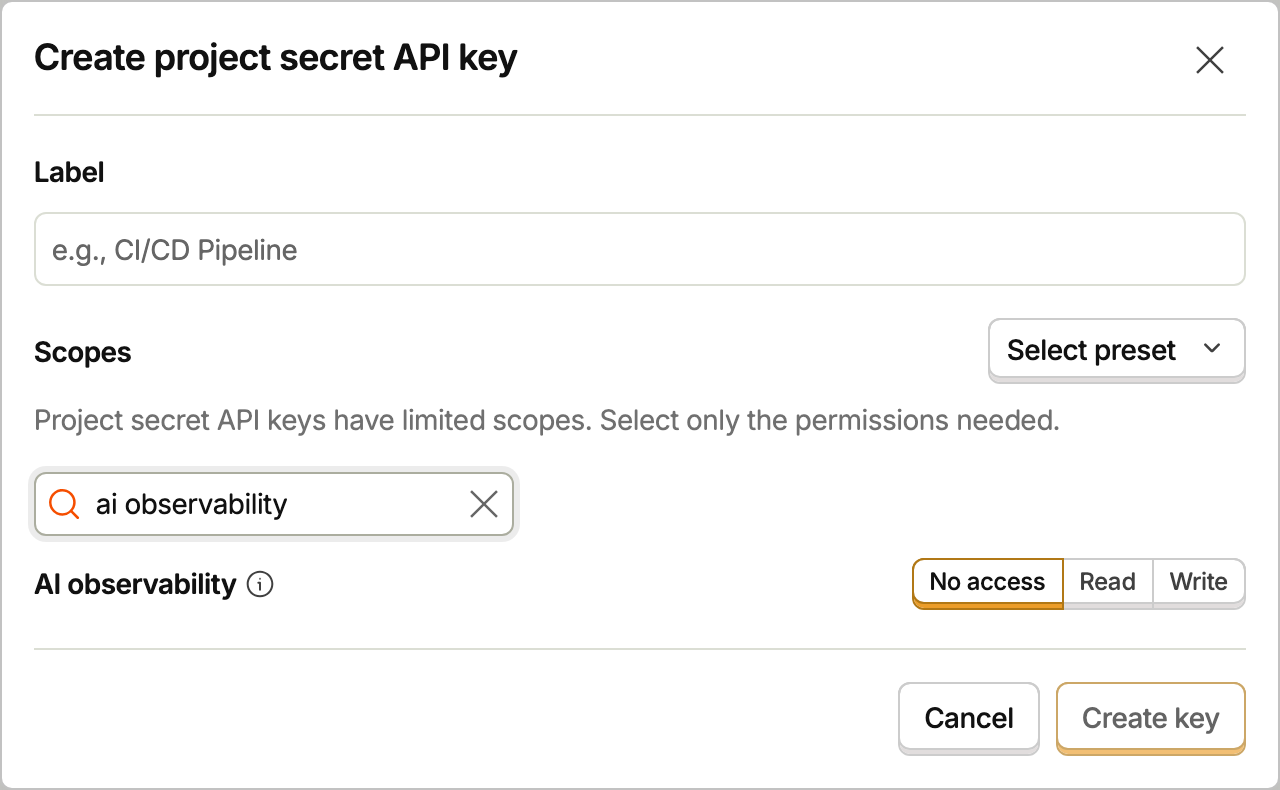 Create project secret API key
Label
e.g., CI/CD Pipeline
Scopes
Select preset
Project secret API keys have limited scopes. Select only the permissions needed.
ai observability
AI observability
No access
Read
Write
Cancel
Create key